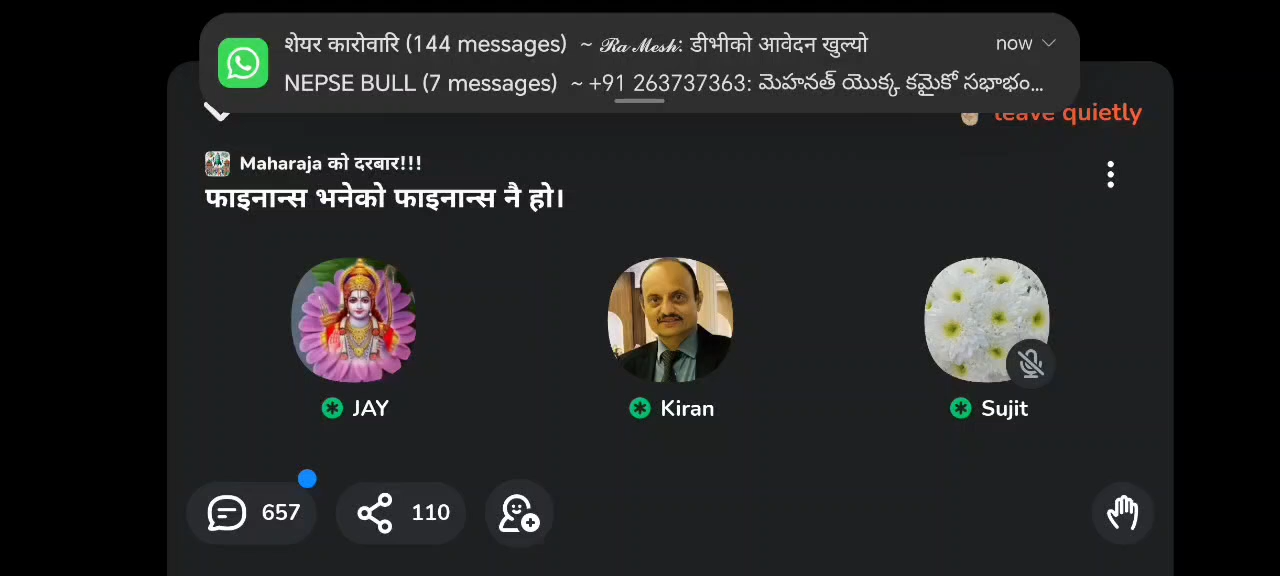 शेयर कारोवारि (144 messages) ~ 𝓡𝓪 𝓜𝓮𝓼𝓱: डीभीको आवेदन खुल्यो
now
NEPSE BULL (7 messages) ~ +91 263737363: మెహనత్ యొక్క కమైకో సభాభం...
leave quietly
Maharaja को दरबार!!!
फाइनान्स भनेको फाइनान्स नै हो।
JAY
Kiran
Sujit
657
110